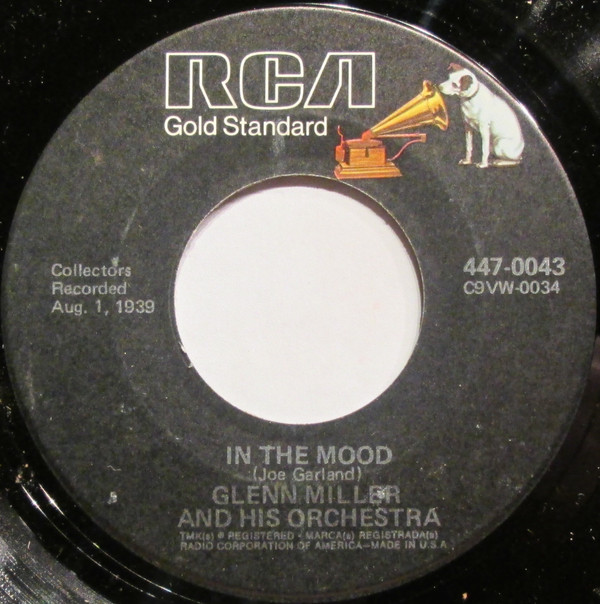 RCA
Gold Standard
Collectors
Recorded
Aug. 1, 1939
447-0043
C9VW-0034
IN THE MOOD
(Joe Garland)
GLENN MILLER
AND HIS ORCHESTRA
TMK(s) ® REGISTERED • MARCA(s) REGISTRADA(s)
RADIO CORPORATION OF AMERICA—MADE IN U.S.A.